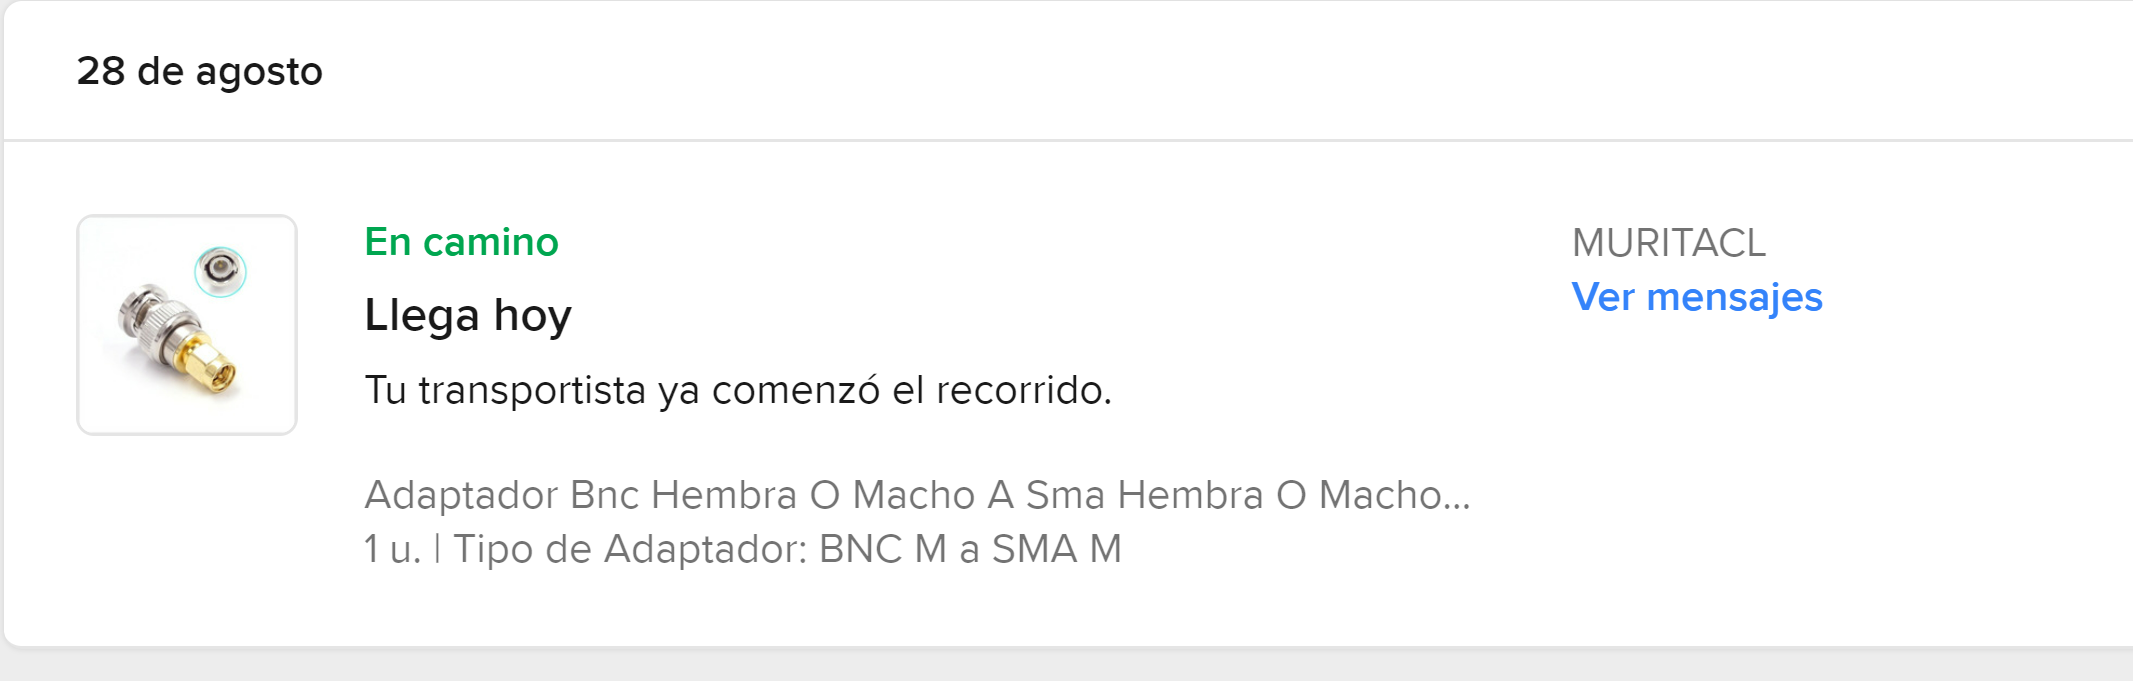 28 de agosto
En camino
Llega hoy
Tu transportista ya comenzó el recorrido.
Adaptador Bnc Hembra O Macho A Sma Hembra O Macho...
1 u. | Tipo de Adaptador: BNC M a SMA M
MURITACL
Ver mensajes